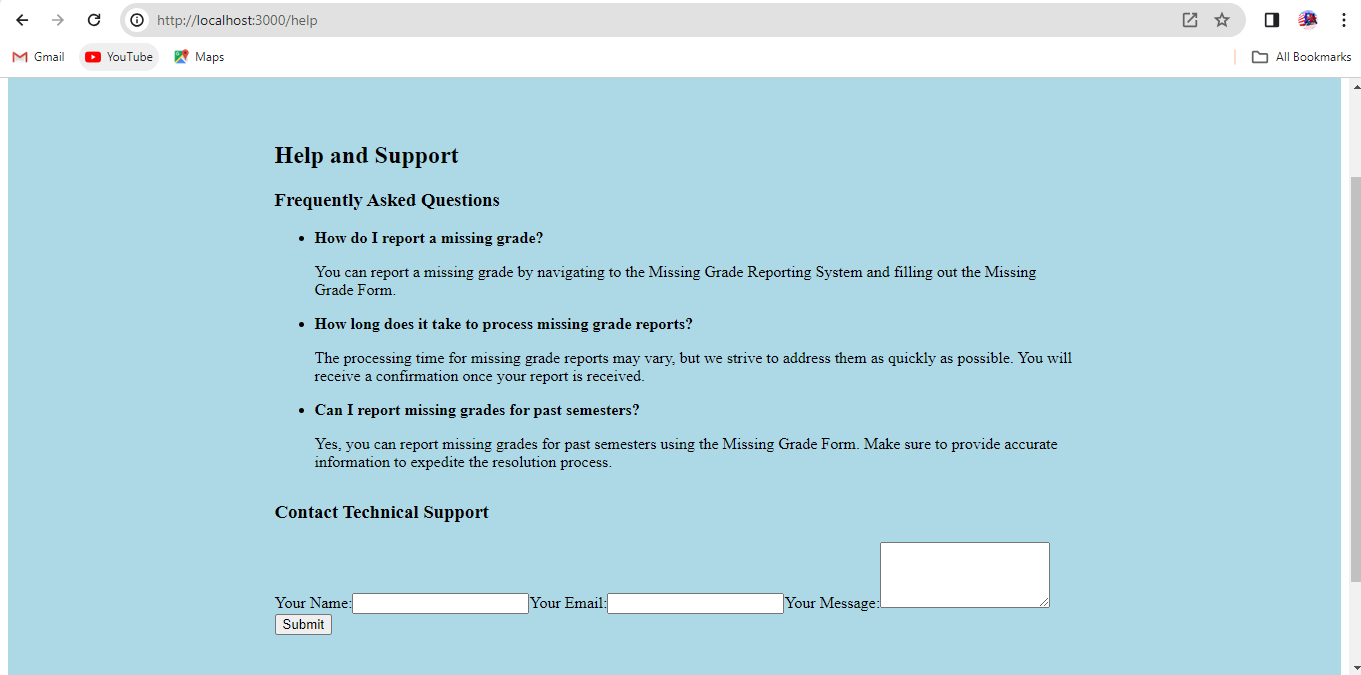 http://localhost:3000/help
Gmail YouTube Maps All Bookmarks
Help and Support
Frequently Asked Questions
• How do I report a missing grade?
You can report a missing grade by navigating to the Missing Grade Reporting System and filling out the Missing
Grade Form.
• How long does it take to process missing grade reports?
The processing time for missing grade reports may vary, but we strive to address them as quickly as possible. You will
receive a confirmation once your report is received.
• Can I report missing grades for past semesters?
Yes, you can report missing grades for past semesters using the Missing Grade Form. Make sure to provide accurate
information to expedite the resolution process.
Contact Technical Support
Your Name: Your Email: Your Message:
Submit